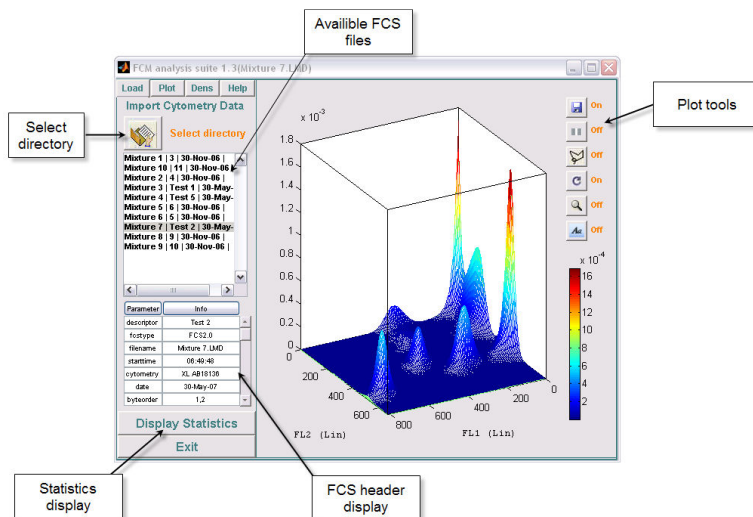 Availible FCS
files
FCM analysis suite 1.3(Mixture 7.LMD)
Load Plot Dens Help
Import Cytometry Data
Select directory
Select
directory
Mixture 1 | 3 | 30-Nov-06 |
Mixture 10 | 11 | 30-Nov-06 |
Mixture 2 | 4 | 30-Nov-06 |
Mixture 3 | Test 1 | 30-May-
Mixture 4 | Test 5 | 30-May-
Mixture 5 | 6 | 30-Nov-06 |
Mixture 6 | 5 | 30-Nov-06 |
Mixture 7 | Test 2 | 30-May-
Mixture 8 | 9 | 30-Nov-06 |
Mixture 9 | 10 | 30-Nov-06 |
Parameter Info
descriptor Test 2
fcstype FCS2.0
filename Mixture 7.LMD
starttime 06:49:48
cytometry XL AB18136
date 30-May-07
byteorder 1,2
Display Statistics
Exit
Statistics
display
FCS header
display
x 10⁻³
1.8
1.6
1.4
1.2
1
0.8
0.6
0.4
0.2
0
0
200
400
600
FL2 (Lin)
800
600
400
200
0
FL1 (Lin)
On
Off
Off
On
Off
Aa Off
Plot tools
x 10⁻⁴
16
14
12
10
8
6
4
2